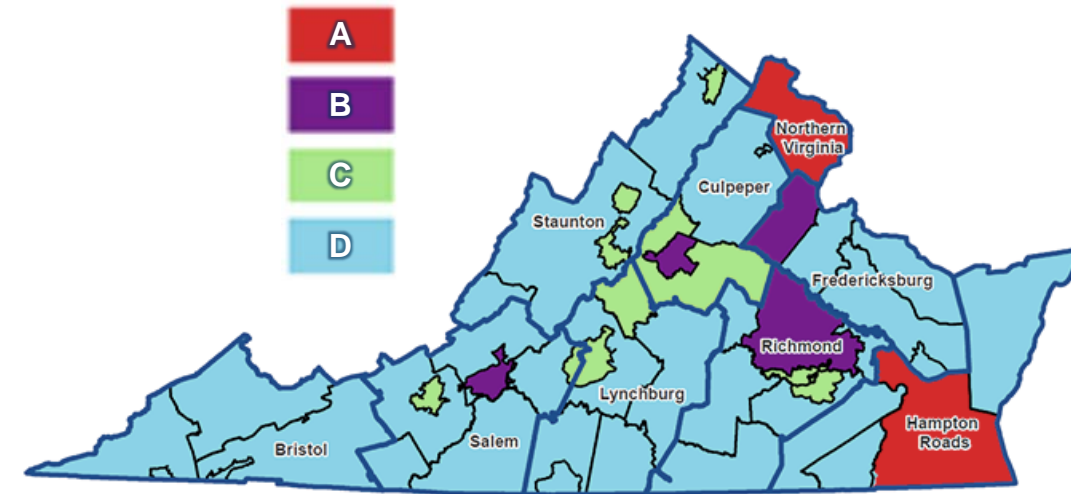 A
B
C
D
Northern
Virginia
Culpeper
Staunton
Fredericksburg
Richmond
Lynchburg
Hampton
Roads
Salem
Bristol